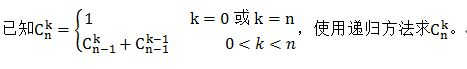 已知C_n^k={1 k = 0 或 k = n
C_{n-1}^k + C_{n-1}^{k-1} 0 < k < n, 使用递归方法求C_n^k。